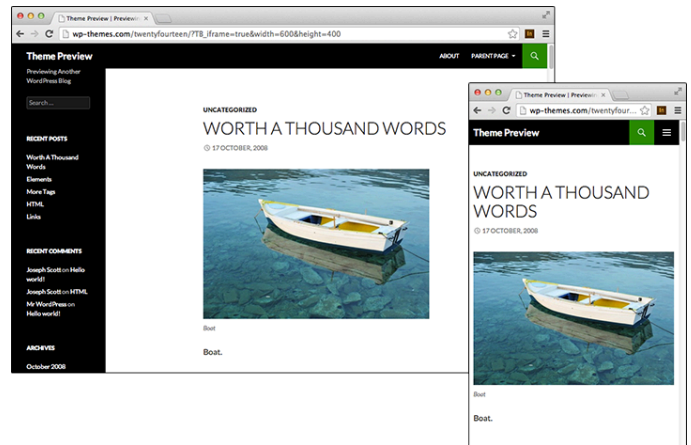 Theme Preview | Previewin
wp-themes.com/twentyfourteen/?TB_iframe=true&width=600&height=400
Theme Preview
ABOUT
PARENT PAGE
Previewing Another
WordPress Blog
Search ...
RECENT POSTS
Worth A Thousand
Words
Elements
More Tags
HTML
Links
RECENT COMMENTS
Joseph Scott on Hello
world!
Joseph Scott on HTML
Mr WordPress on
Hello world!
ARCHIVES
October 2008
UNCATEGORIZED
WORTH A THOUSAND WORDS
17 OCTOBER, 2008
Boat
Boat.
Theme Preview | Previewin
wp-themes.com/twentyfour...
Theme Preview
UNCATEGORIZED
WORTH A THOUSAND
WORDS
17 OCTOBER, 2008
Boat
Boat.